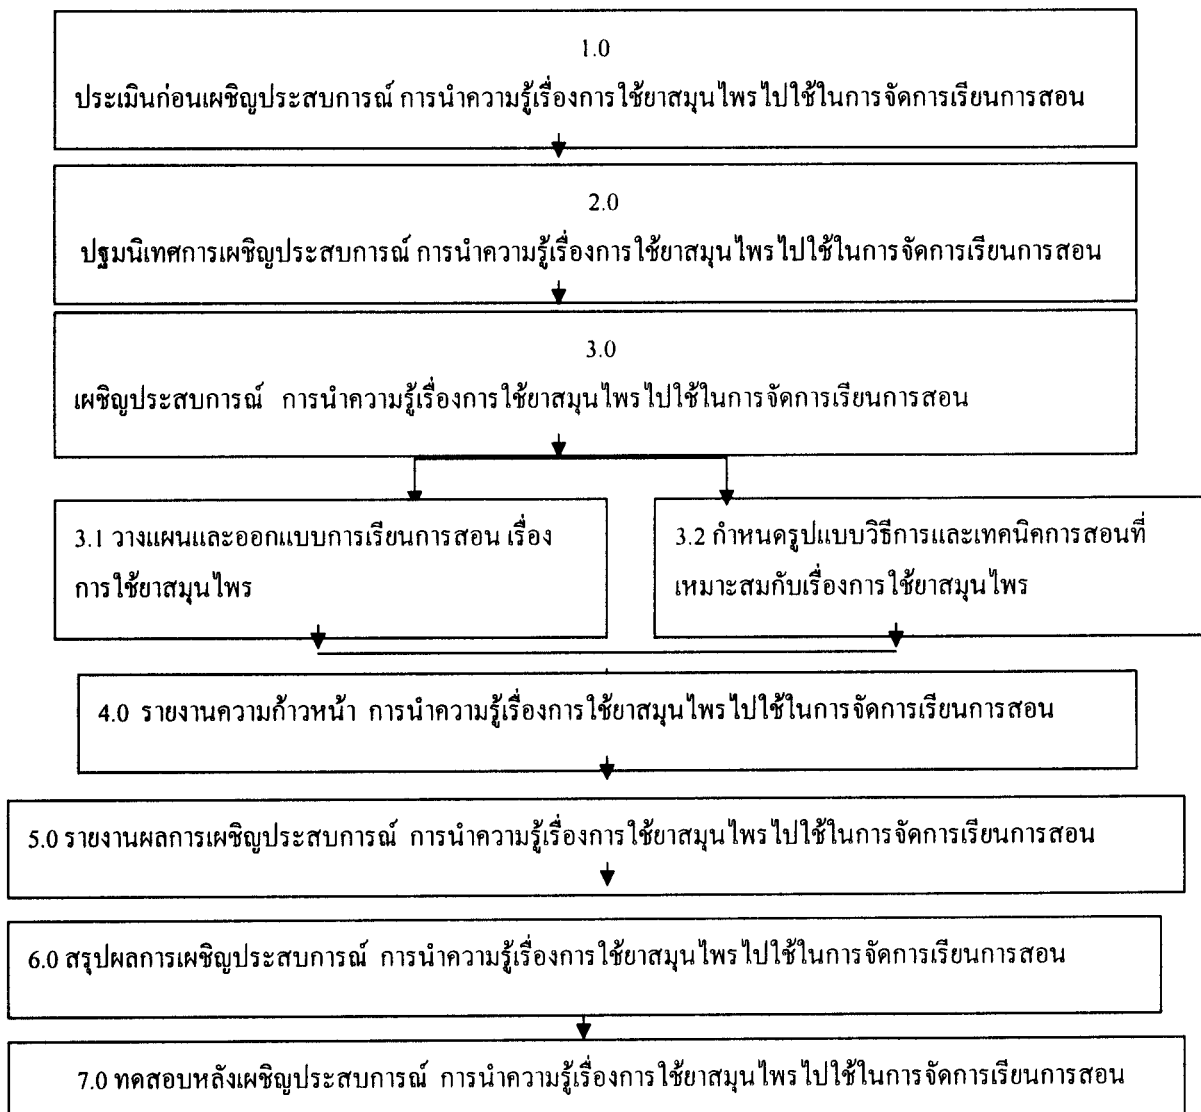 1.0
ประเมินก่อนเผชิญประสบการณ์ การนำความรู้เรื่องการใช้ยาสมุนไพรไปใช้ในการจัดการเรียนการสอน
2.0
ปฐมนิเทศการเผชิญประสบการณ์ การนำความรู้เรื่องการใช้ยาสมุนไพรไปใช้ในการจัดการเรียนการสอน
3.0
เผชิญประสบการณ์ การนำความรู้เรื่องการใช้ยาสมุนไพรไปใช้ในการจัดการเรียนการสอน
3.1 วางแผนและออกแบบการเรียนการสอน เรื่อง
การใช้ยาสมุนไพร
3.2 กำหนดรูปแบบวิธีการและเทคนิคการสอนที่
เหมาะสมกับเรื่องการใช้ยาสมุนไพร
4.0 รายงานความก้าวหน้า การนำความรู้เรื่องการใช้ยาสมุนไพรไปใช้ในการจัดการเรียนการสอน
5.0 รายงานผลการเผชิญประสบการณ์ การนำความรู้เรื่องการใช้ยาสมุนไพรไปใช้ในการจัดการเรียนการสอน
6.0 สรุปผลการเผชิญประสบการณ์ การนำความรู้เรื่องการใช้ยาสมุนไพรไปใช้ในการจัดการเรียนการสอน
7.0 ทดสอบหลังเผชิญประสบการณ์ การนำความรู้เรื่องการใช้ยาสมุนไพรไปใช้ในการจัดการเรียนการสอน